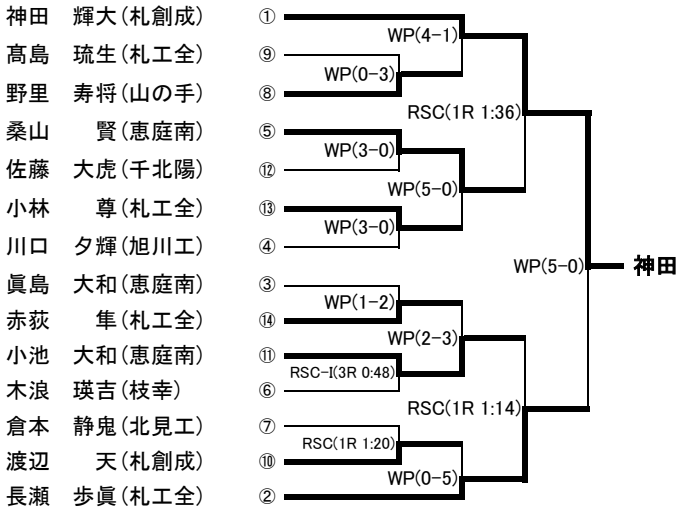 神田 輝大(札創成) ①
WP(4-1)
髙島 琉生(札工全) ⑨
WP(0-3)
野里 寿将(山の手) ⑧
RSC(1R 1:36)
桑山 賢(恵庭南) ⑤
WP(3-0)
佐藤 大虎(千北陽) ⑫
WP(5-0)
小林 尊(札工全) ⑬
WP(3-0)
川口 夕輝(旭川工) ④
WP(5-0) 神田
眞島 大和(恵庭南) ③
WP(1-2)
赤荻 隼(札工全) ⑭
WP(2-3)
小池 大和(恵庭南) ⑪
RSC-I(3R 0:48)
木浪 瑛吉(枝幸) ⑥
RSC(1R 1:14)
倉本 静鬼(北見工) ⑦
RSC(1R 1:20)
渡辺 天(札創成) ⑩
WP(0-5)
長瀬 歩眞(札工全) ②